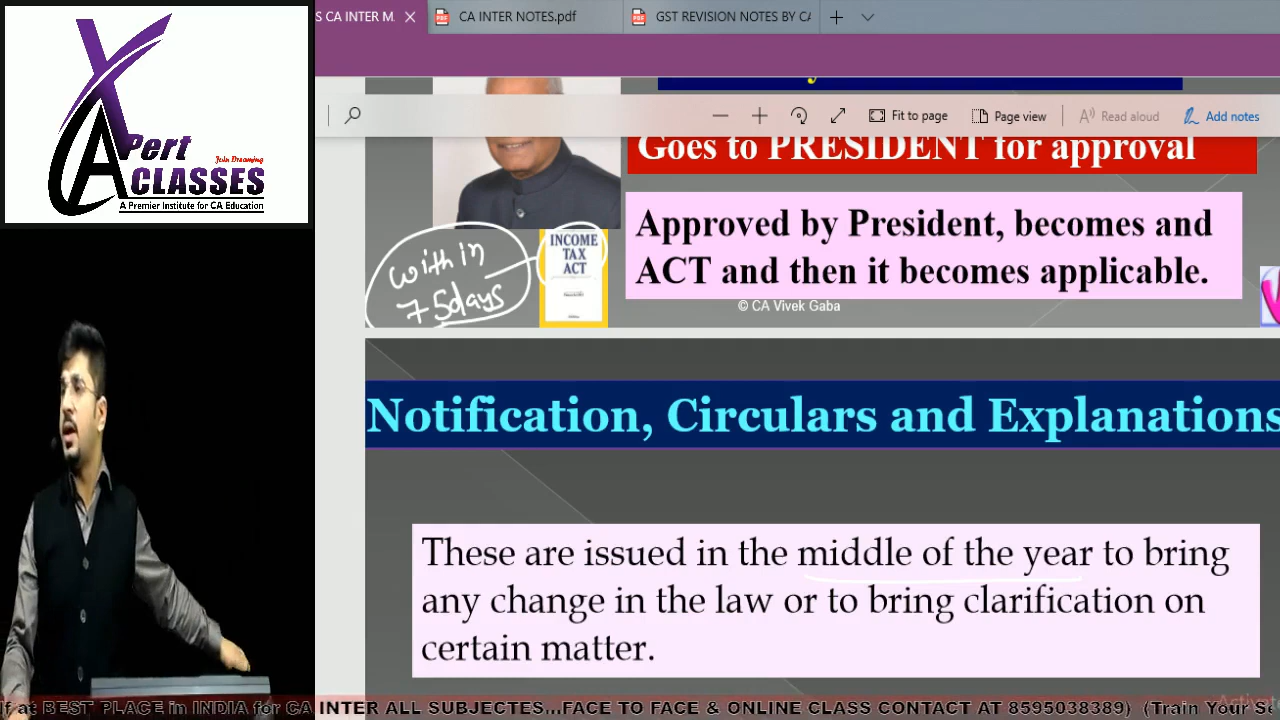 S CA INTER M.
CA INTER NOTES.pdf
GST REVISION NOTES BY CA
Fit to page
Page view
Read aloud
Add notes
Pert
Join Dreaming
CLASSES
A Premier Institute for CA Education
Goes to PRESIDENT for approval
Approved by President, becomes and
ACT and then it becomes applicable.
with in
75days
INCOME
TAX
ACT
© CA Vivek Gaba
Notification, Circulars and Explanations
These are issued in the middle of the year to bring
any change in the law or to bring clarification on
certain matter.
If at BEST PLACE in INDIA for CA INTER ALL SUBJECTES...FACE TO FACE & ONLINE CLASS CONTACT AT 8595038389) (Train Your Se